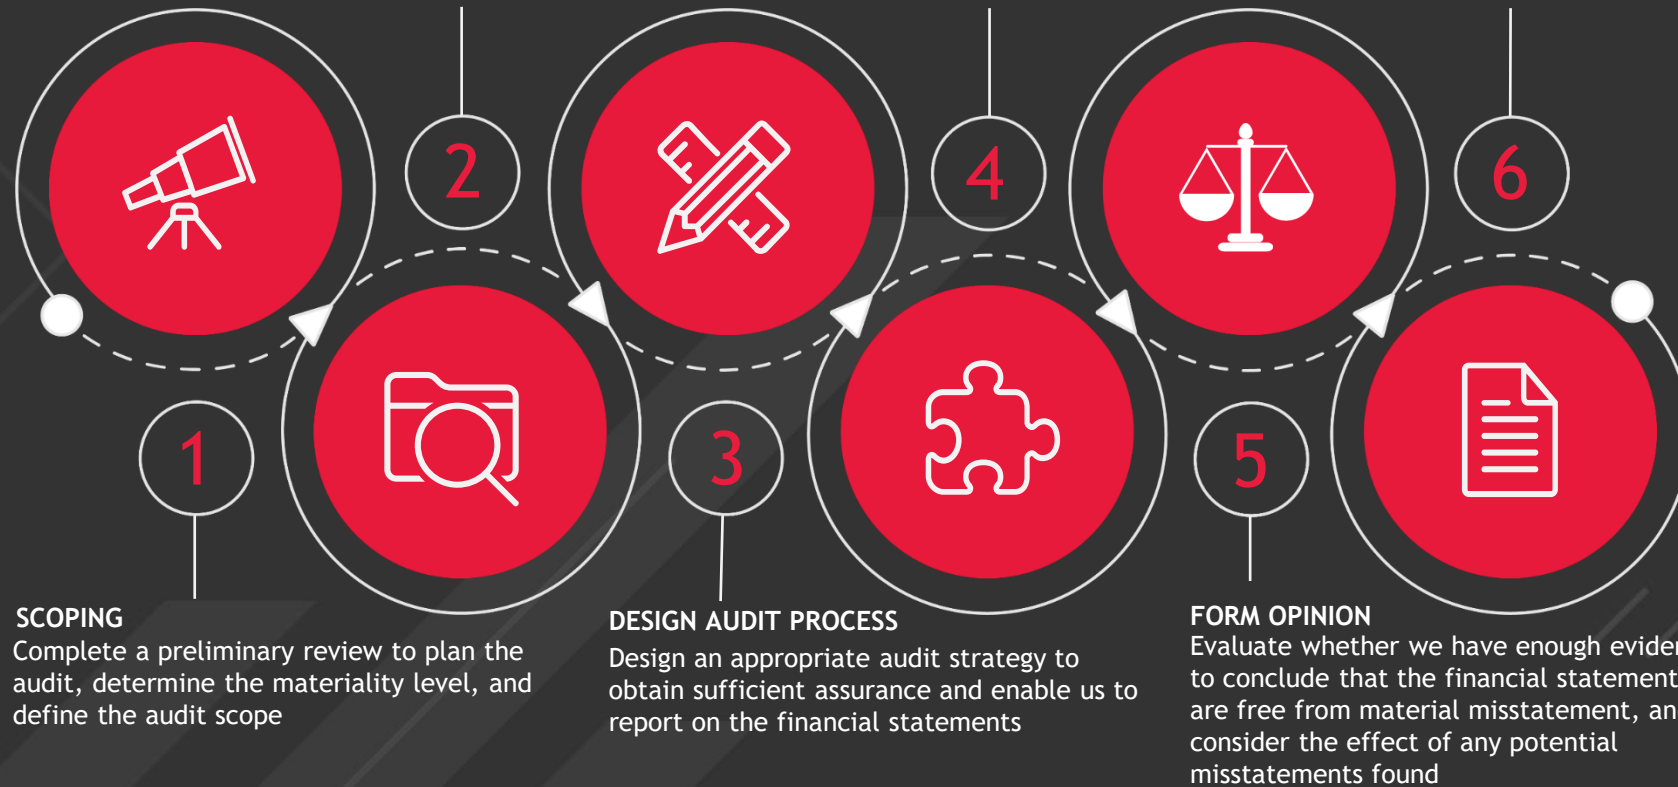 2
4
6
1
3
5
SCOPING
Complete a preliminary review to plan the
audit, determine the materiality level, and
define the audit scope
DESIGN AUDIT PROCESS
Design an appropriate audit strategy to
obtain sufficient assurance and enable us to
report on the financial statements
FORM OPINION
Evaluate whether we have enough
to conclude that the financial statement
are free from material misstatement,
consider the effect of any potential
misstatements found